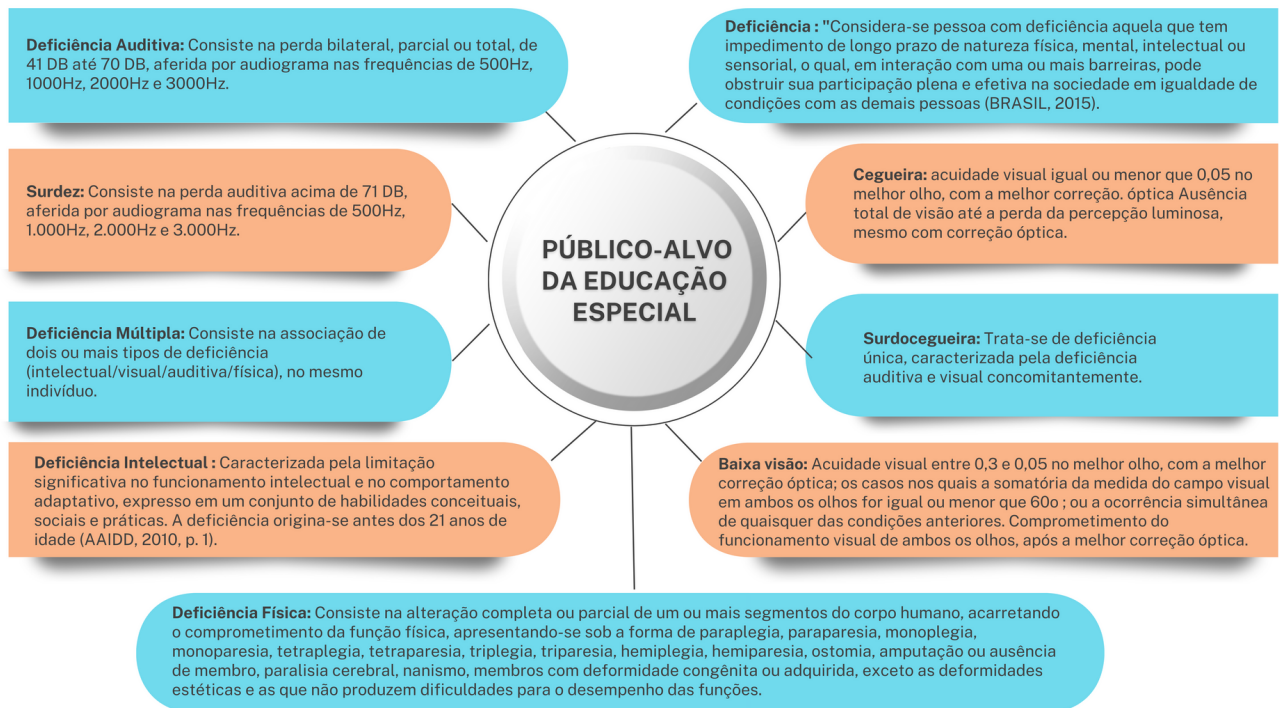 Deficiência Auditiva: Consiste na perda bilateral, parcial ou total, de
41 DB até 70 DB, aferida por audiograma nas frequências de 500Hz,
1000Hz, 2000Hz e 3000Hz.
Deficiência : "Considera-se pessoa com deficiência aquela que tem
impedimento de longo prazo de natureza física, mental, intelectual ou
sensorial, o qual, em interação com uma ou mais barreiras, pode
obstruir sua participação plena e efetiva na sociedade em igualdade de
condições com as demais pessoas (BRASIL, 2015).
Surdez: Consiste na perda auditiva acima de 71 DB,
aferida por audiograma nas frequências de 500Hz,
1.000Hz, 2.000Hz e 3.000Hz.
Cegueira: acuidade visual igual ou menor que 0,05 no
melhor olho, com a melhor correção. óptica Ausência
total de visão até a perda da percepção luminosa,
mesmo com correção óptica.
PÚBLICO-ALVO
DA EDUCAÇÃO
ESPECIAL
Deficiência Múltipla: Consiste na associação de
dois ou mais tipos de deficiência
(intelectual/visual/auditiva/física), no mesmo
indivíduo.
Surdocegueira: Trata-se de deficiência
única, caracterizada pela deficiência
auditiva e visual concomitantemente.
Deficiência Intelectual : Caracterizada pela limitação
significativa no funcionamento intelectual e no comportamento
adaptativo, expresso em um conjunto de habilidades conceituais,
sociais e práticas. A deficiência origina-se antes dos 21 anos de
idade (AAIDD, 2010, p. 1).
Baixa visão: Acuidade visual entre 0,3 e 0,05 no melhor olho, com a melhor
correção óptica; os casos nos quais a somatória da medida do campo visual
em ambos os olhos for igual ou menor que 60o ; ou a ocorrência simultânea
de quaisquer das condições anteriores. Comprometimento do
funcionamento visual de ambos os olhos, após a melhor correção óptica.
Deficiência Física: Consiste na alteração completa ou parcial de um ou mais segmentos do corpo humano, acarretando
o comprometimento da função física, apresentando-se sob a forma de paraplegia, paraparesia, monoplegia,
monoparesia, tetraplegia, tetraparesia, triplegia, triparesia, hemiplegia, hemiparesia, ostomia, amputação ou ausência
de membro, paralisia cerebral, nanismo, membros com deformidade congênita ou adquirida, exceto as deformidades
estéticas e as que não produzem dificuldades para o desempenho das funções.